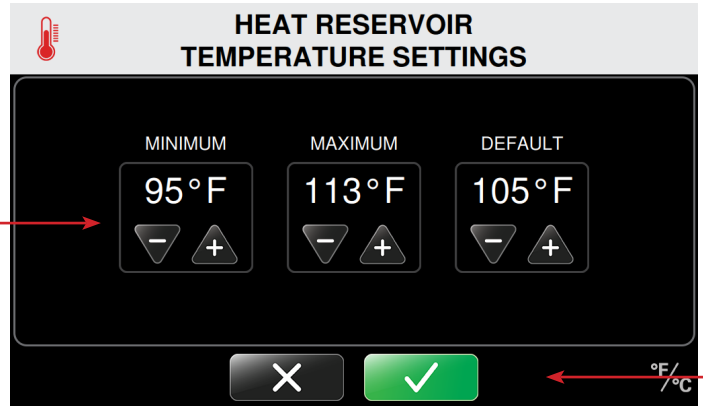 HEAT RESERVOIR
TEMPERATURE SETTINGS
MINIMUM MAXIMUM DEFAULT
95°F 113°F 105°F
- + - + - +
°F/°C